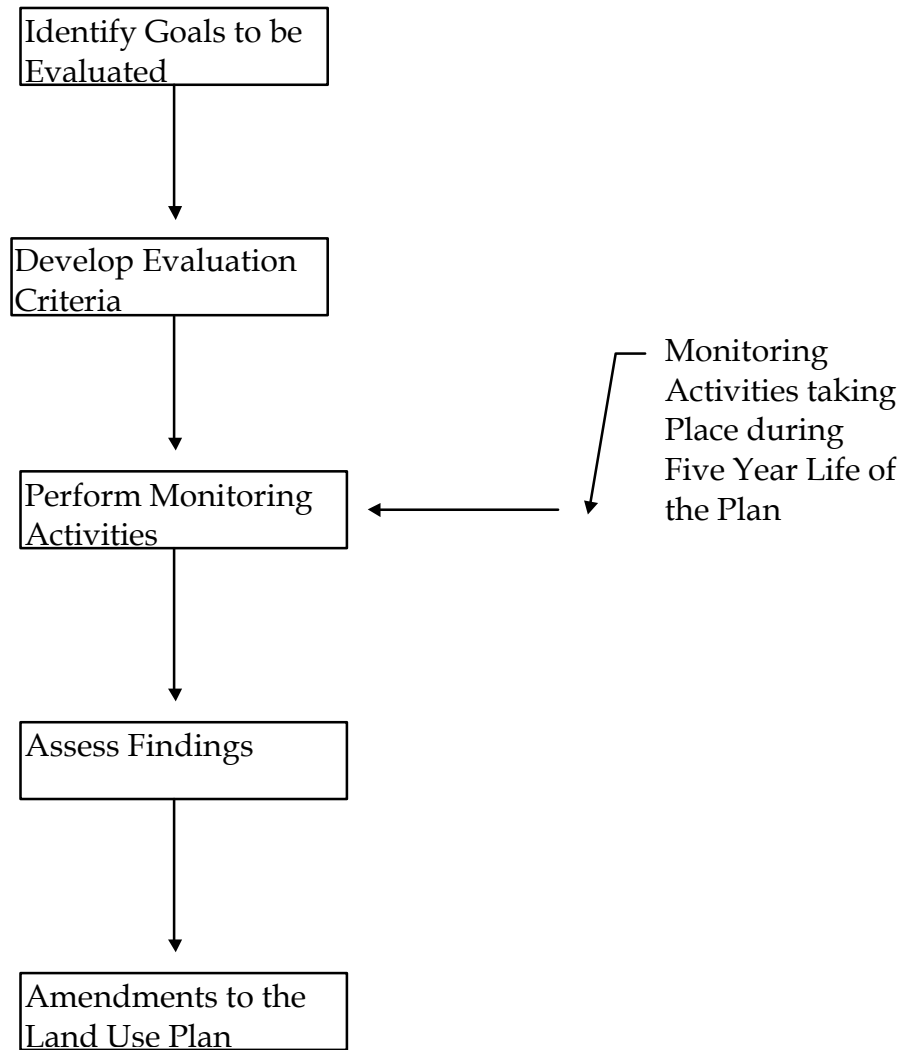 Identify Goals to be
Evaluated
Develop Evaluation
Criteria
Monitoring
Activities taking
Place during
Five Year Life of
the Plan
Perform Monitoring
Activities
Assess Findings
Amendments to the
Land Use Plan